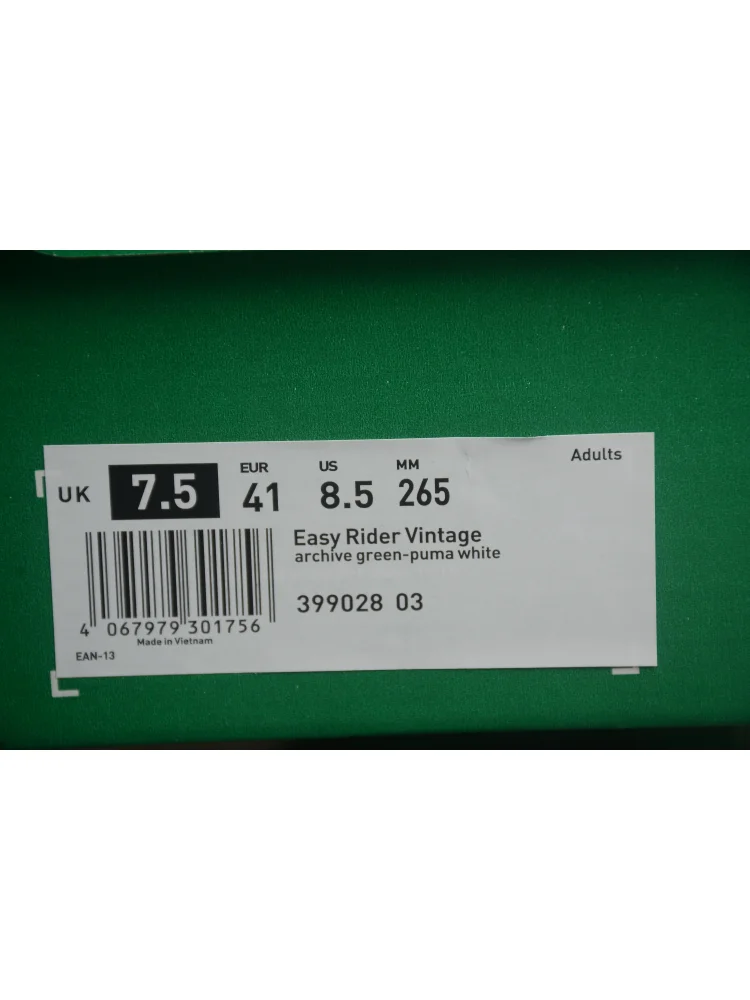 Adults
UK 7.5 EUR 41 US 8.5 MM 265
Easy Rider Vintage
archive green-puma white
399028 03
4 067979 301756
Made in Vietnam
EAN-13